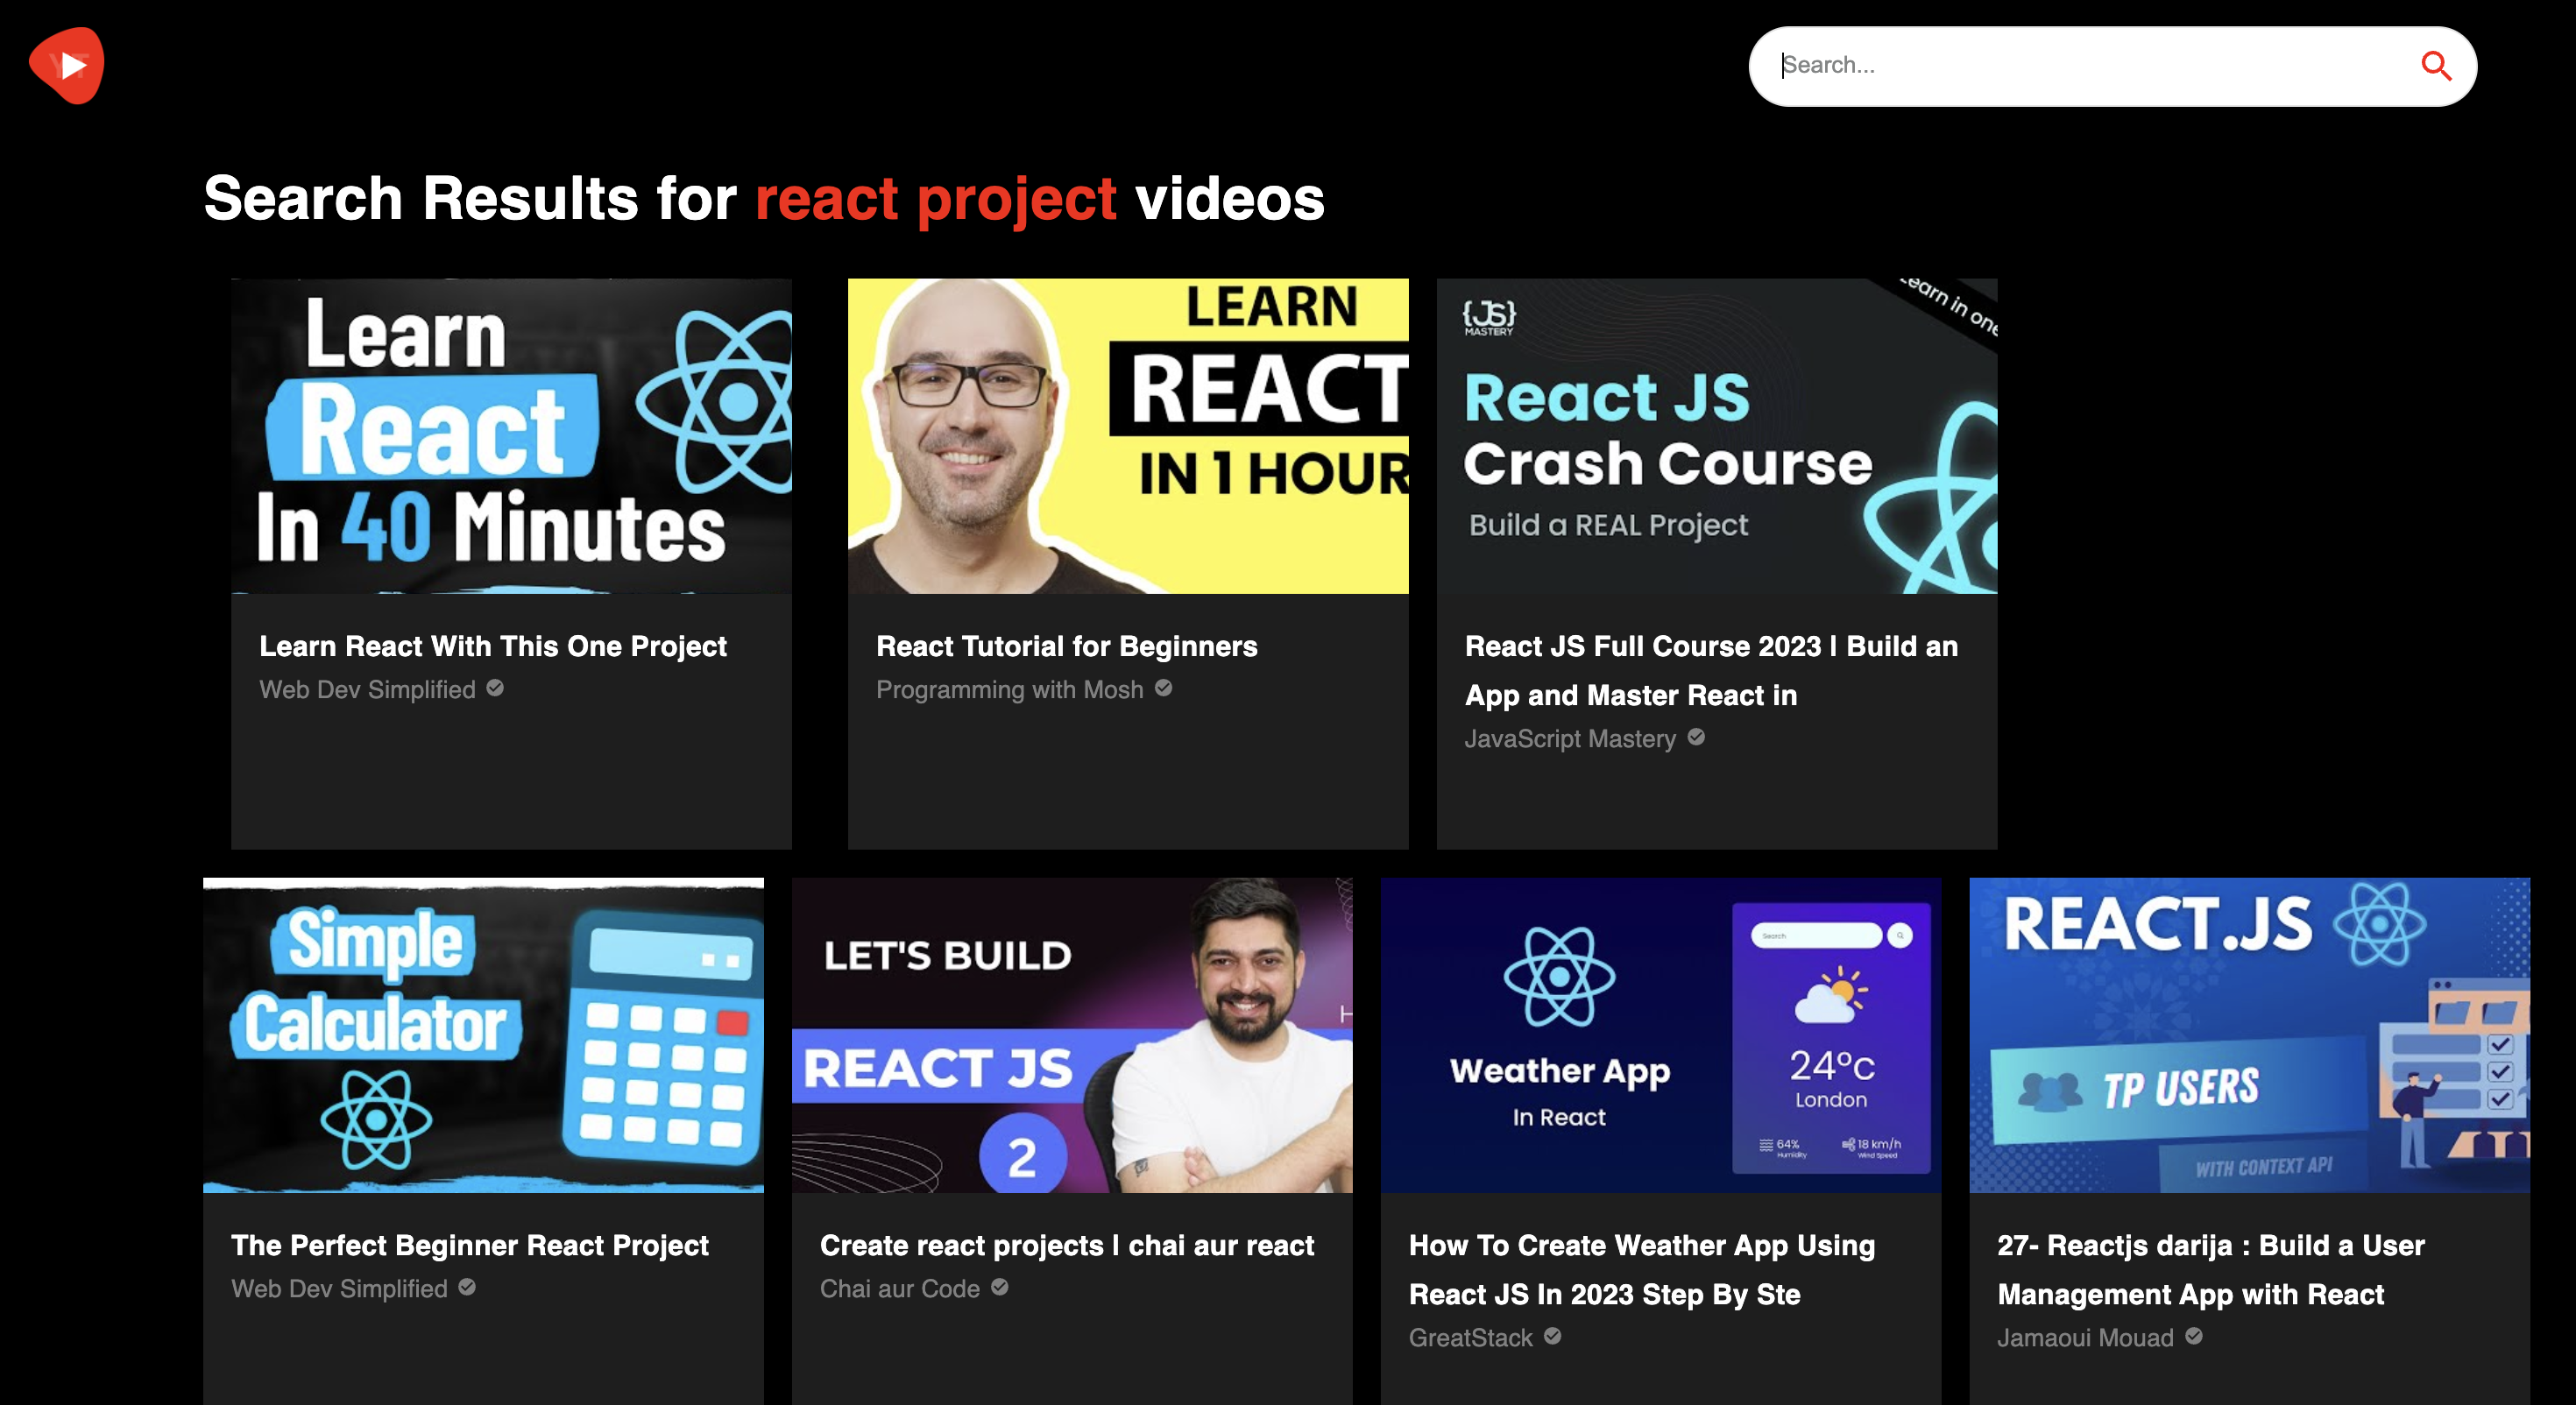 YT
Search...
Search Results for react project videos
Learn
React
In 40 Minutes
LEARN
REACT
IN 1 HOUR
Learn in one
{JS}
MASTERY
React JS
Crash Course
Build a REAL Project
Learn React With This One Project
Web Dev Simplified
React Tutorial for Beginners
Programming with Mosh
React JS Full Course 2023 | Build an
App and Master React in
JavaScript Mastery
Simple
Calculator
LET'S BUILD
H
REACT JS
2
Weather App
In React
Search
24°c
London
64%
Humidity
18 km/h
Wind Speed
REACT.JS
TP USERS
WITH CONTEXT API
The Perfect Beginner React Project
Web Dev Simplified
Create react projects | chai aur react
Chai aur Code
How To Create Weather App Using
React JS In 2023 Step By Ste
GreatStack
27- Reactjs darija : Build a User
Management App with React
Jamaoui Mouad